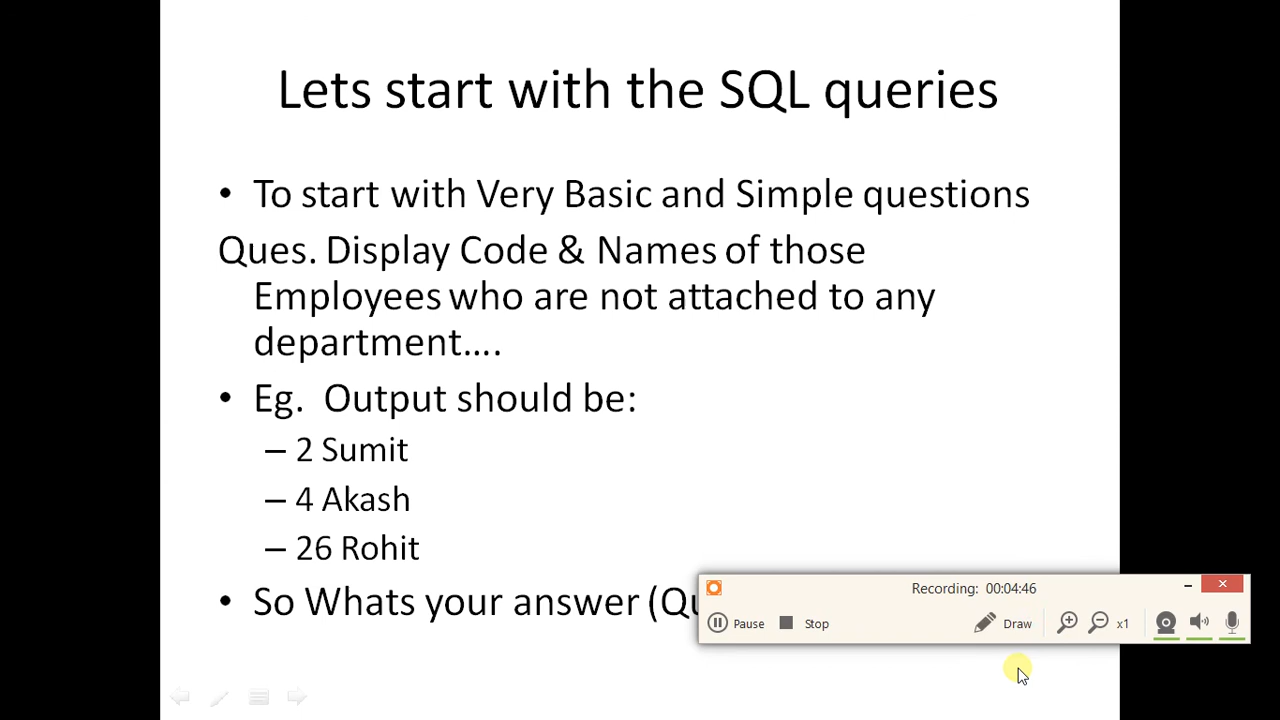 Lets start with the SQL queries
• To start with Very Basic and Simple questions
Ques. Display Code & Names of those
Employees who are not attached to any
department....
• Eg. Output should be:
– 2 Sumit
– 4 Akash
– 26 Rohit
• So Whats your answer
Recording: 00:04:46
Pause Stop Draw x1